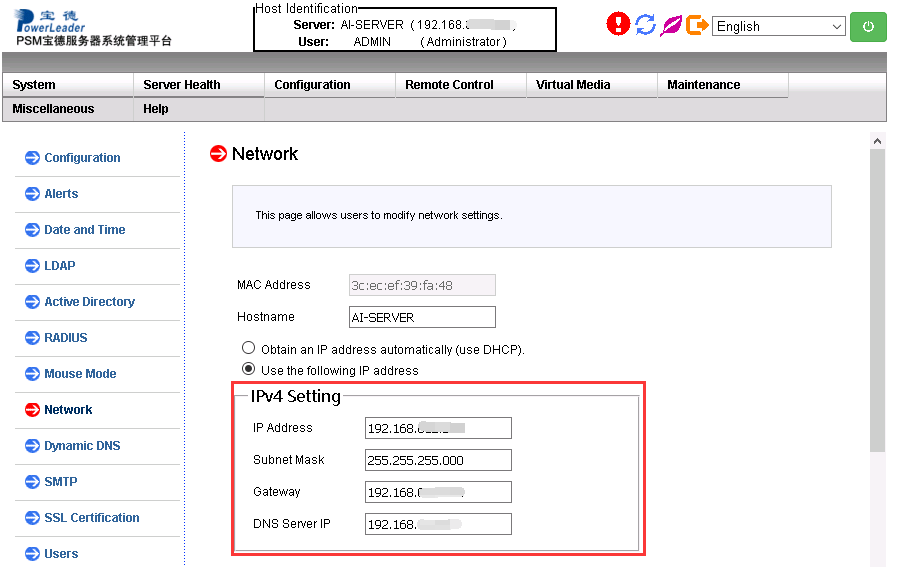 宝德
PowerLeader
PSM宝德服务器系统管理平台
Host Identification
Server: AI-SERVER ( 192.168.
User: ADMIN (Administrator)
English
System Server Health Configuration Remote Control Virtual Media Maintenance
Miscellaneous Help
Configuration
Alerts
Date and Time
LDAP
Active Directory
RADIUS
Mouse Mode
Network
Dynamic DNS
SMTP
SSL Certification
Users
Network
This page allows users to modify network settings.
MAC Address 3c:ec:ef:39:fa:48
Hostname AI-SERVER
Obtain an IP address automatically (use DHCP).
Use the following IP address
IPv4 Setting
IP Address 192.168.
Subnet Mask 255.255.255.000
Gateway 192.168.
DNS Server IP 192.168.